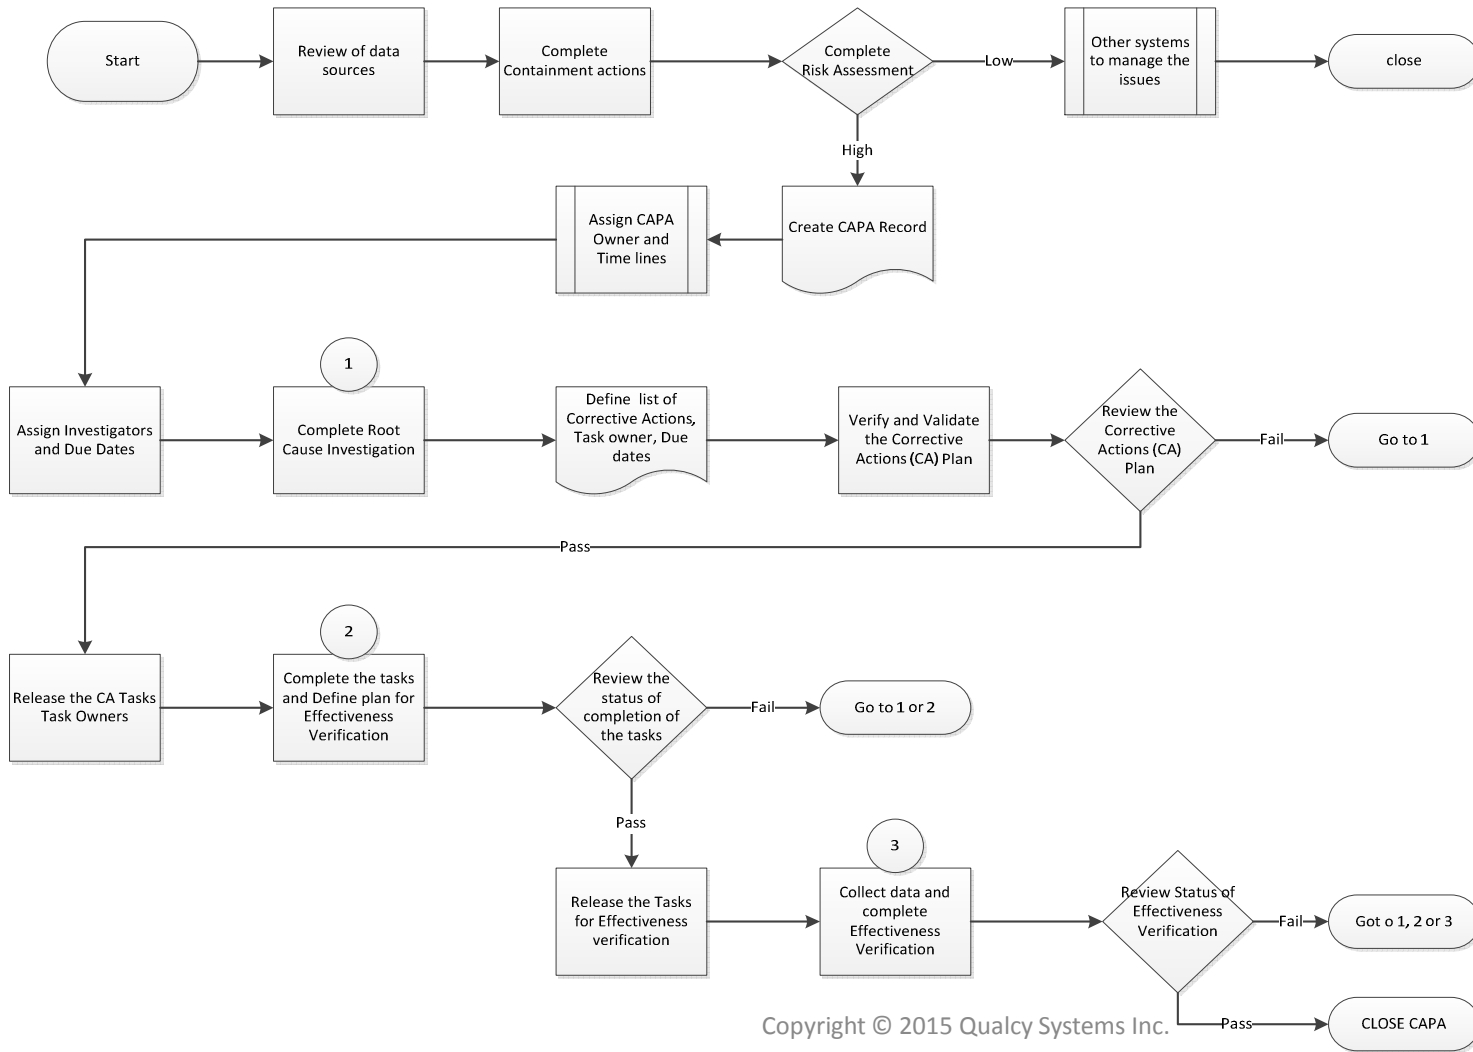 Start
Review of data
sources
Complete
Containment actions
Complete
Risk Assessment
Low
Other systems
to manage the
issues
close
High
Assign CAPA
Owner and
Time lines
Create CAPA Record
1
Assign Investigators
and Due Dates
Complete Root
Cause Investigation
Define list of
Corrective Actions,
Task owner, Due
dates
Verify and Validate
the Corrective
Actions (CA) Plan
Review the
Corrective
Actions (CA)
Plan
Fail
Go to 1
Pass
2
Release the CA Tasks
Task Owners
Complete the tasks
and Define plan for
Effectiveness
Verification
Review the
status of
completion of
the tasks
Fail
Go to 1 or 2
Pass
3
Release the Tasks
for Effectiveness
verification
Collect data and
complete
Effectiveness
Verification
Review Status of
Effectiveness
Verification
Fail
Got o 1, 2 or 3
Pass
CLOSE CAPA
Copyright © 2015 Qualcy Systems Inc.